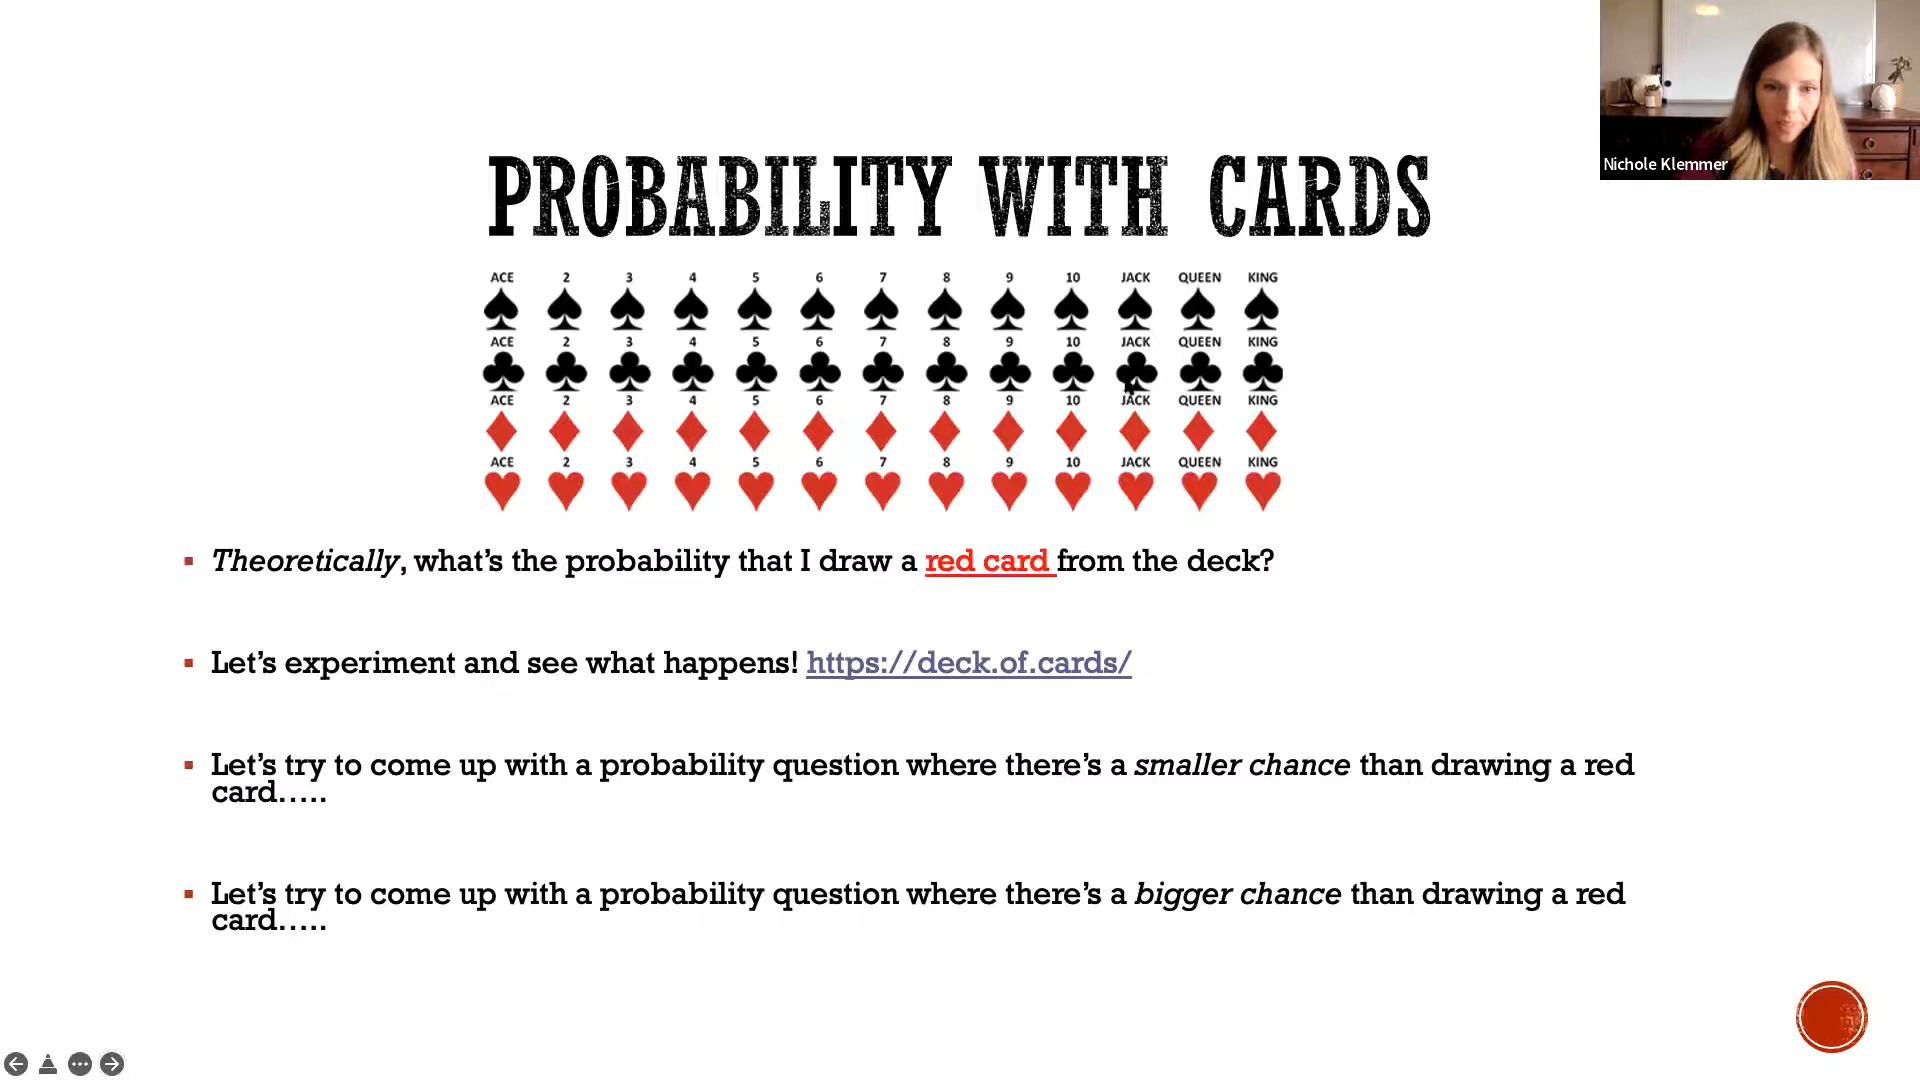 Nichole Klemmer
PROBABILITY WITH CARDS
ACE 2 3 4 5 6 7 8 9 10 JACK QUEEN KING
ACE 2 3 4 5 6 7 8 9 10 JACK QUEEN KING
ACE 2 3 4 5 6 7 8 9 10 JACK QUEEN KING
ACE 2 3 4 5 6 7 8 9 10 JACK QUEEN KING
Theoretically, what's the probability that I draw a red card from the deck?
Let's experiment and see what happens! https://deck.of.cards/
Let's try to come up with a probability question where there's a smaller chance than drawing a red
card.....
Let's try to come up with a probability question where there's a bigger chance than drawing a red
card.....